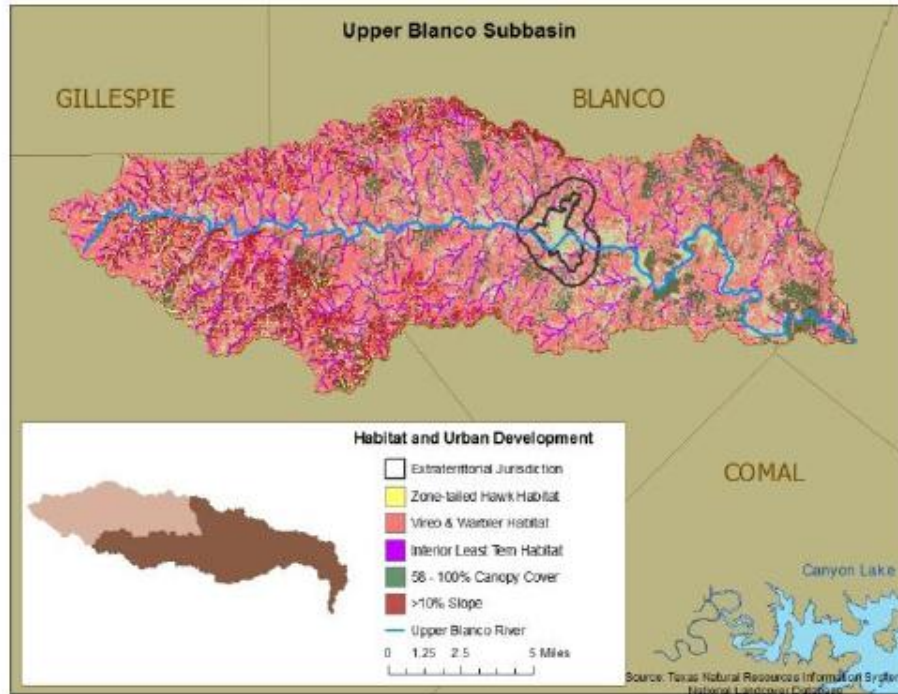 Upper Blanco Subbasin
GILLESPIE
BLANCO
Habitat and Urban Development
Extraterritorial Jurisdiction
Zone-tailed Hawk Habitat
Vireo & Warbler Habitat
Interior Least Tern Habitat
58 - 100% Canopy Cover
>10% Slope
Upper Blanco River
0 1.25 2.5 5 Miles
COMAL
Canyon Lake
Source: Texas Natural Resources Information System
National Landcover Database